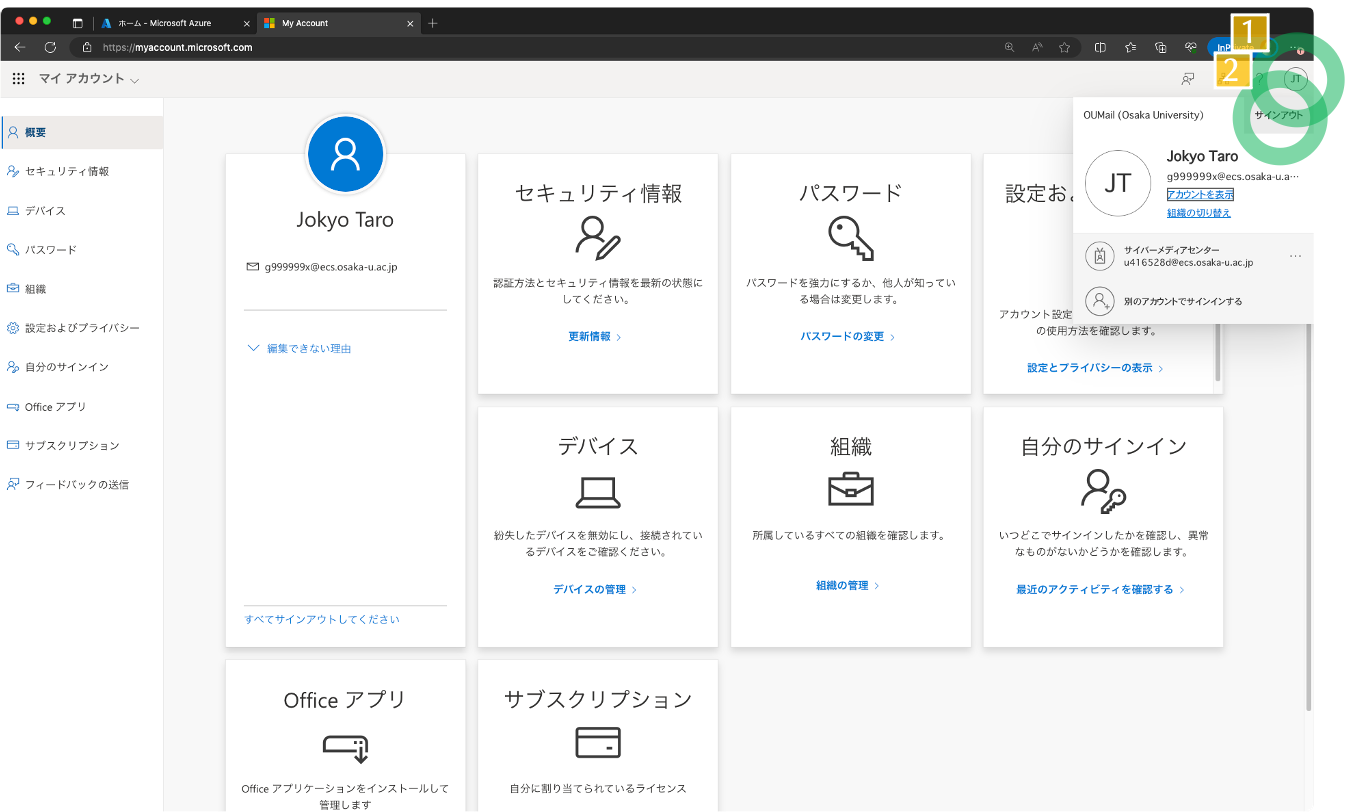 ホーム - Microsoft Azure
My Account
https://myaccount.microsoft.com
1
2
マイ アカウント
JT
OUMail (Osaka University)
サインアウト
JT
Jokyo Taro
g999999x@ecs.osaka-u.a…
アカウントを表示
組織の切り替え
サイバーメディアセンター
u416528d@ecs.osaka-u.ac.jp
別のアカウントでサインインする
概要
セキュリティ情報
デバイス
パスワード
組織
設定およびプライバシー
自分のサインイン
Office アプリ
サブスクリプション
フィードバックの送信
Jokyo Taro
g999999x@ecs.osaka-u.ac.jp
編集できない理由
すべてサインアウトしてください
セキュリティ情報
認証方法とセキュリティ情報を最新の状態に
してください。
更新情報
パスワード
パスワードを強力にするか、他人が知ってい
る場合は変更します。
パスワードの変更
設定お
アカウント設定
の使用方法を確認します。
設定とプライバシーの表示
デバイス
紛失したデバイスを無効にし、接続されてい
るデバイスをご確認ください。
デバイスの管理
組織
所属しているすべての組織を確認します。
組織の管理
自分のサインイン
いつどこでサインインしたかを確認し、異常
なものがないかどうかを確認します。
最近のアクティビティを確認する
Office アプリ
Office アプリケーションをインストールして
管理します
サブスクリプション
自分に割り当てられているライセンス